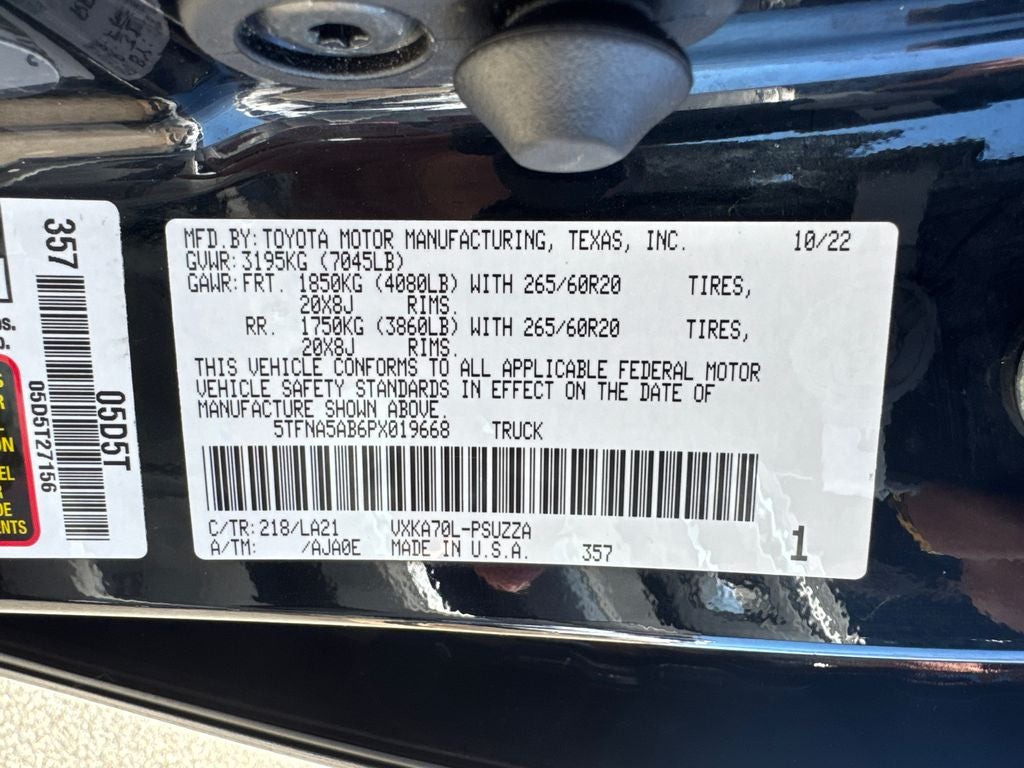 MFD.BY:TOYOTA MOTOR MANUFACTURING, TEXAS, INC. 10/22
GVWR:3195KG (7045LB)
GAWR:FRT. 1850KG (4080LB) WITH 265/60R20 TIRES,
20X8J RIMS.
RR. 1750KG (3860LB) WITH 265/60R20 TIRES,
20X8J RIMS.
THIS VEHICLE CONFORMS TO ALL APPLICABLE FEDERAL MOTOR
VEHICLE SAFETY STANDARDS IN EFFECT ON THE DATE OF
MANUFACTURE SHOWN ABOVE.
5TFNA5AB6PX019668 TRUCK
C/TR:218/LA21 VXKA70L-PSUZZA
A/TM: /AJA0E MADE IN U.S.A. 357 1
357
05D5T
05D5T27156